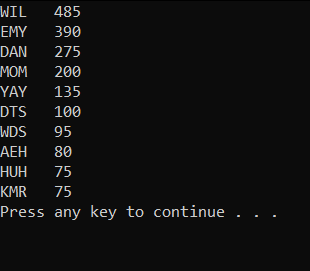 WIL 485
EMY 390
DAN 275
MOM 200
YAY 135
DTS 100
WDS 95
AEH 80
HUH 75
KMR 75
Press any key to continue . . .